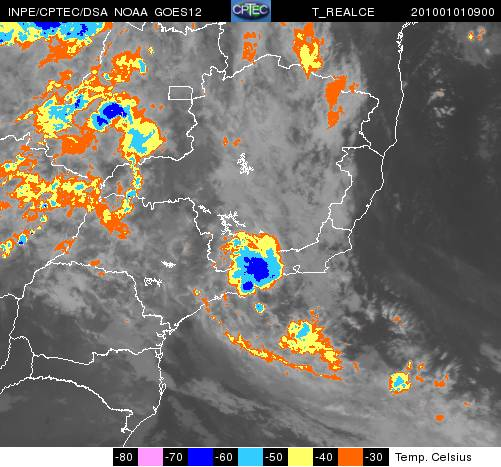 INPE/CPTEC/DSA NOAA GOES12 CPTEC T_REALCE 201001010900
-80 -70 -60 -50 -40 -30 Temp. Celsius